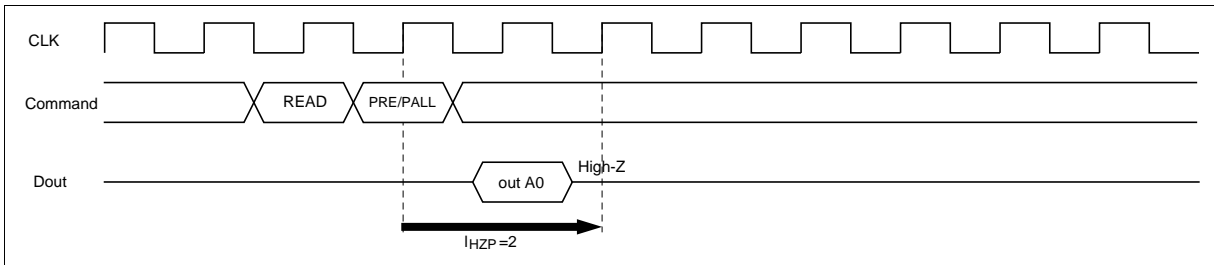 CLK
Command READ PRE/PALL
High-Z
Dout out A0
lHZP=2